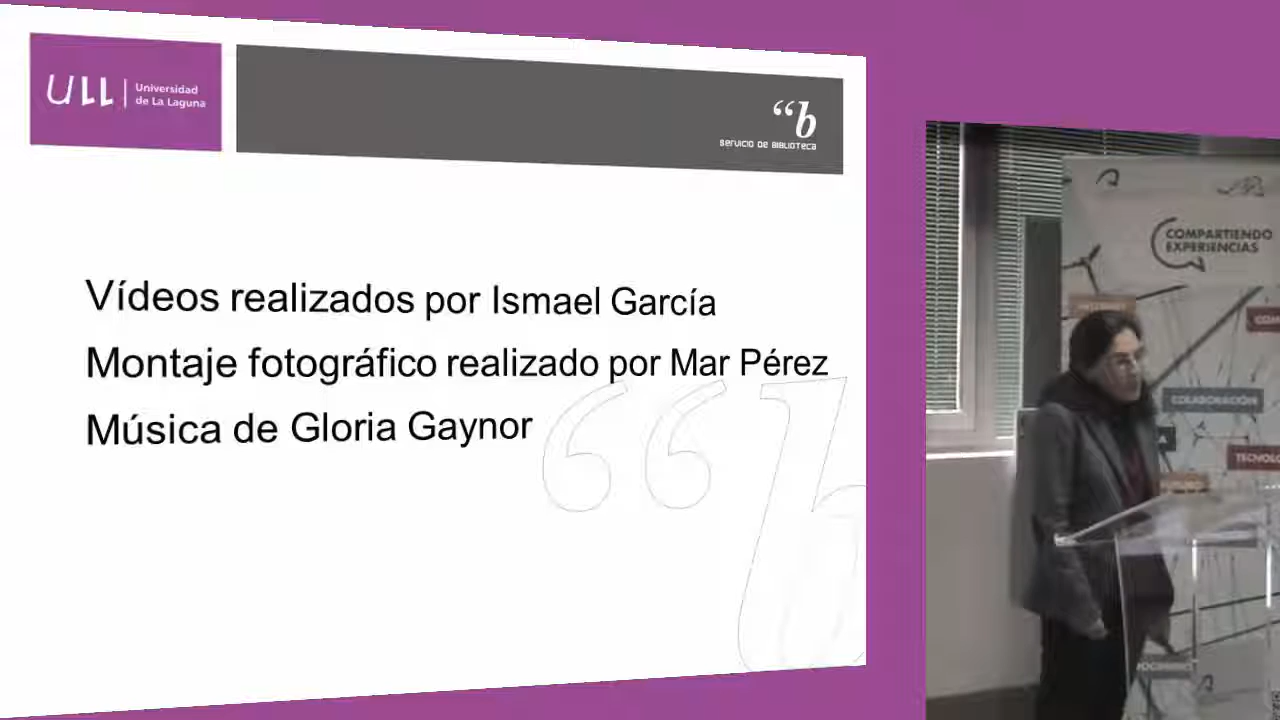 ULL
Universidad
de La Laguna
“b
SERVICIO DE BIBLIOTECA
Vídeos realizados por Ismael García
Montaje fotográfico realizado por Mar Pérez
Música de Gloria Gaynor
“b
COMPARTIENDO
EXPERIENCIAS
COLABORACIÓN